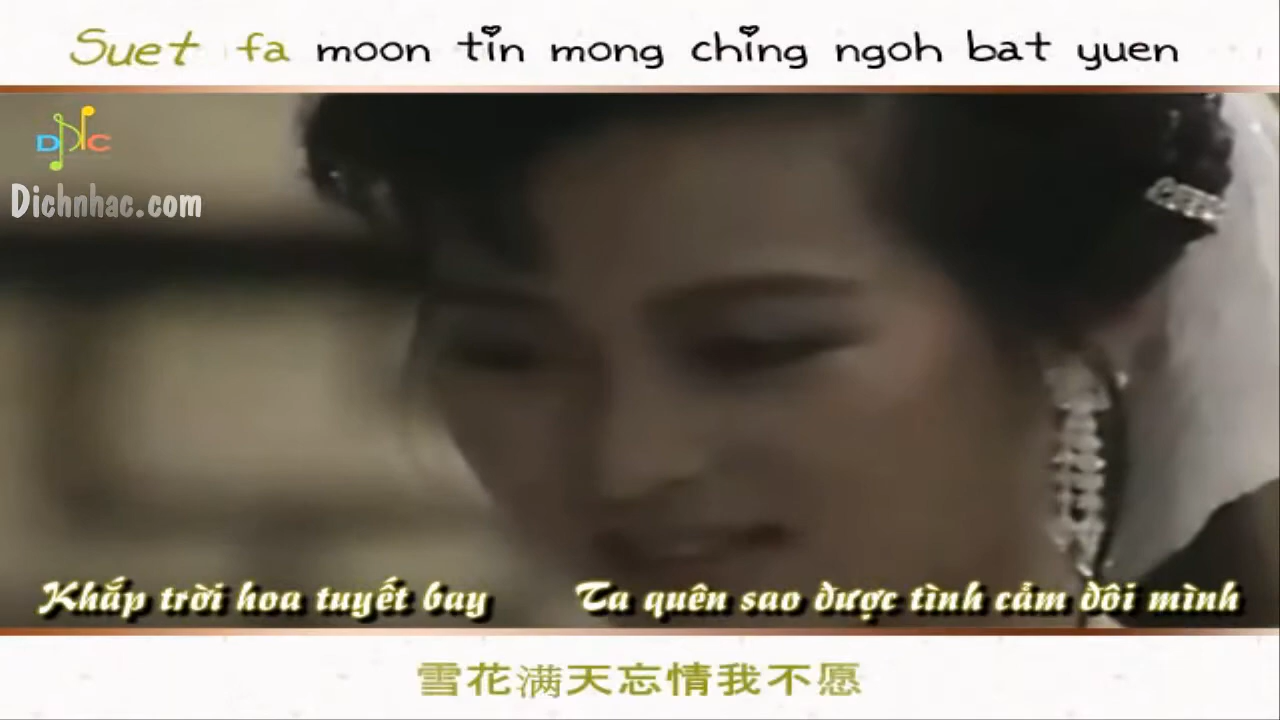 Suet fa moon tin mong ching ngoh bat yuen
DNC
Dichnhac.com
Khắp trời hoa tuyết bay Ta quên sao được tình cảm đôi mình
雪花满天忘情我不愿